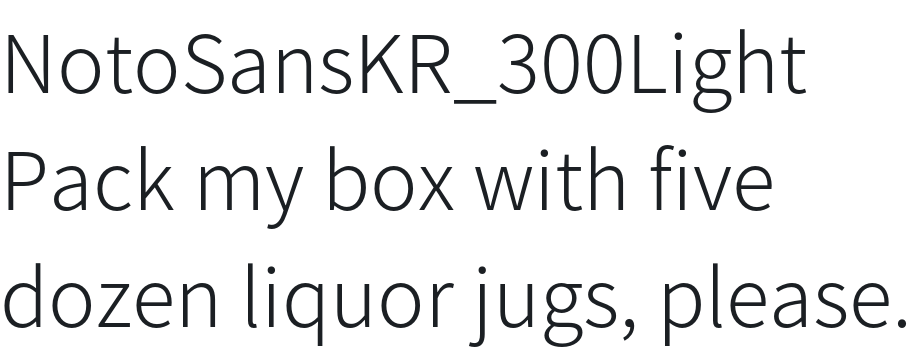 NotoSansKR_300Light
Pack my box with five
dozen liquor jugs, please.